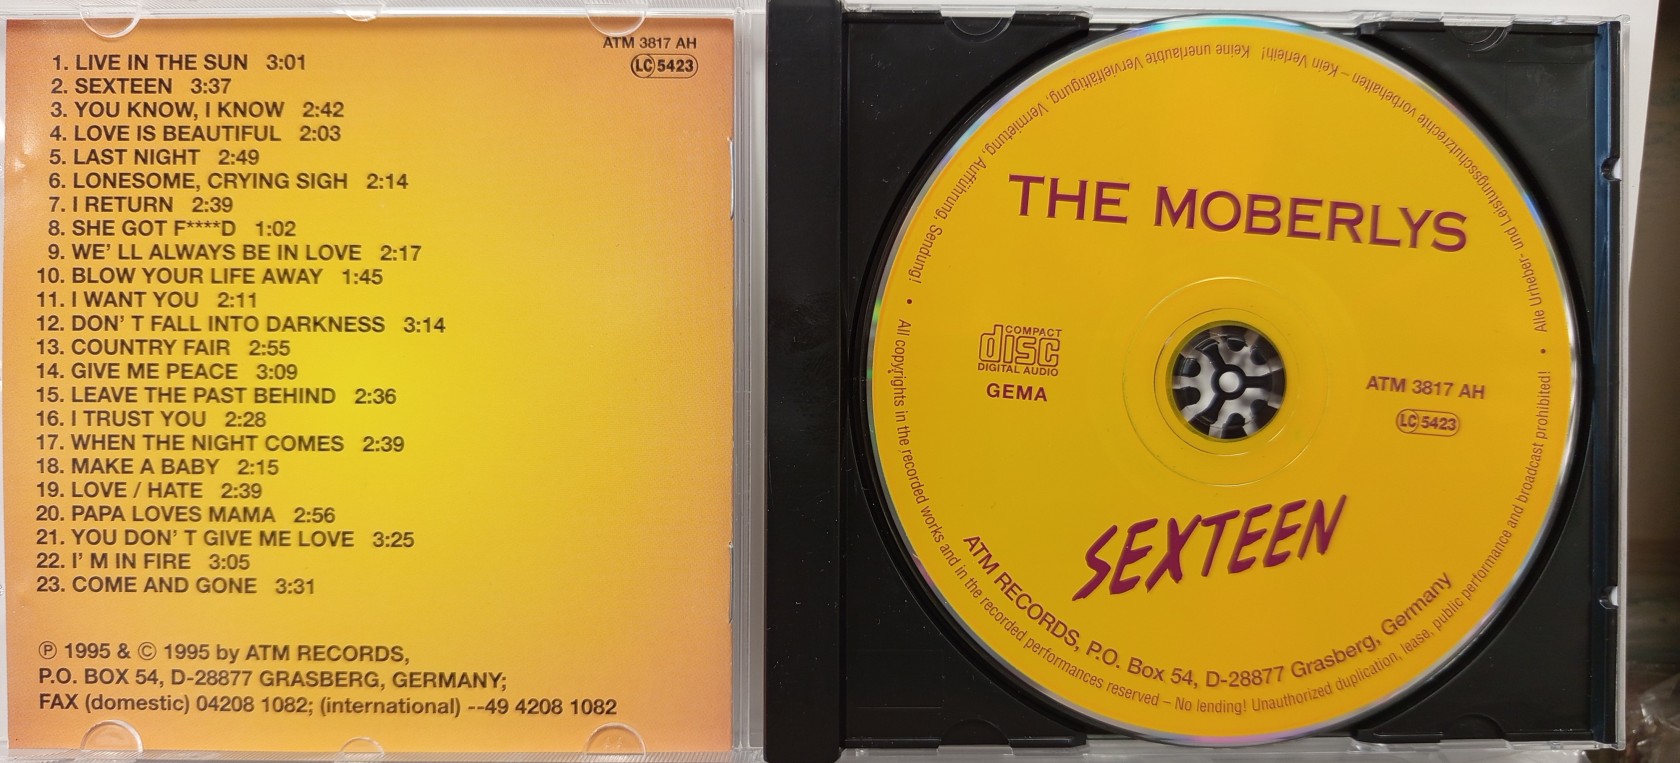 ATM 3817 AH
LC 5423
1. LIVE IN THE SUN 3:01
2. SEXTEEN 3:37
3. YOU KNOW, I KNOW 2:42
4. LOVE IS BEAUTIFUL 2:03
5. LAST NIGHT 2:49
6. LONESOME, CRYING SIGH 2:14
7. I RETURN 2:39
8. SHE GOT F****D 1:02
9. WE' LL ALWAYS BE IN LOVE 2:17
10. BLOW YOUR LIFE AWAY 1:45
11. I WANT YOU 2:11
12. DON' T FALL INTO DARKNESS 3:14
13. COUNTRY FAIR 2:55
14. GIVE ME PEACE 3:09
15. LEAVE THE PAST BEHIND 2:36
16. I TRUST YOU 2:28
17. WHEN THE NIGHT COMES 2:39
18. MAKE A BABY 2:15
19. LOVE / HATE 2:39
20. PAPA LOVES MAMA 2:56
21. YOU DON' T GIVE ME LOVE 3:25
22. I' M IN FIRE 3:05
23. COME AND GONE 3:31
℗ 1995 & © 1995 by ATM RECORDS,
P.O. BOX 54, D-28877 GRASBERG, GERMANY;
FAX (domestic) 04208 1082; (international) --49 4208 1082
THE MOBERLYS
COMPACT
disc
DIGITAL AUDIO
GEMA
ATM 3817 AH
LC 5423
SEXTEEN
ATM RECORDS, P.O. Box 54, D-28877 Grasberg, Germany
All copyrights in the recorded works and in the recorded performances reserved – No lending! Unauthorized duplication, lease, public performance and broadcast prohibited! •
Alle Urheber- und Leistungsschutzrechte vorbehalten – Kein Verleih! Keine unerlaubte Vervielfältigung, Vermietung, Aufführung, Sendung! •